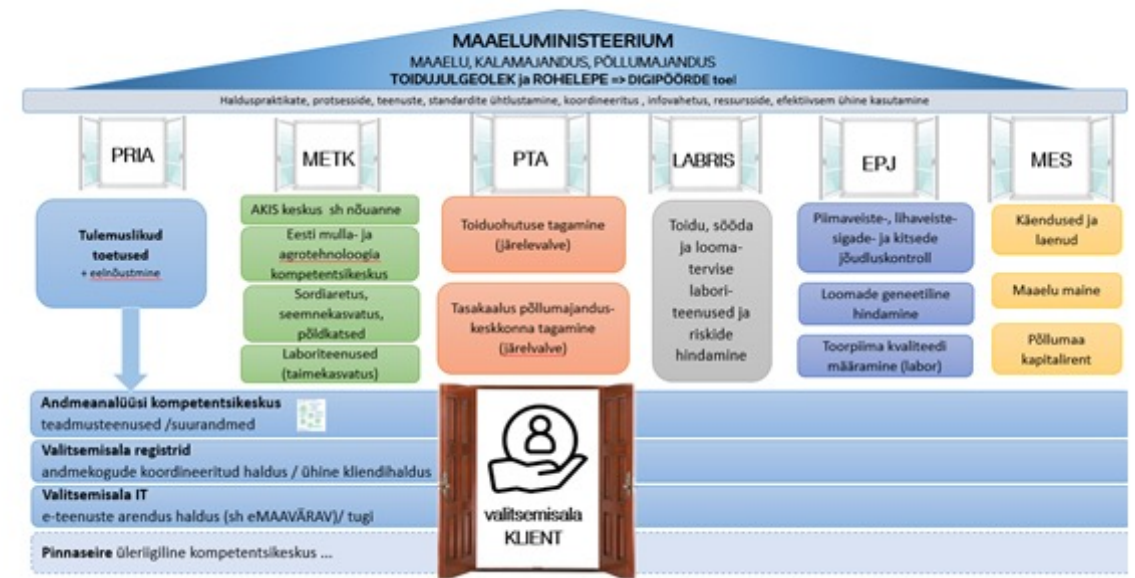 MAAELUMINISTEERIUM
MAAELU, KALAMAJANDUS, PÕLLUMAJANDUS
TOIDUJULGEOLEK ja ROHELEPE => DIGIPÖÖRDE toel
Halduspraktikate, protsesside, teenuste, standardite ühtlustamine, koordineeritus , infovahetus, ressursside, efektiivsem ühine kasutamine
PRIA
METK
PTA
LABRIS
EPJ
MES
Tulemuslikud
toetused
+ eelnõustmine
AKIS keskus sh nõuanne
Eesti mulla- ja
agrotehnoloogia
kompetentsikeskus
Sordiaretus,
seemnekasvatus,
põldkatsed
Laboriteenused
(taimekasvatus)
Toiduohutuse tagamine
(järelevalve)
Tasakaalus põllumajandus-
keskkonna tagamine
(järelvalve)
Toidu, sööda
ja looma-
tervise
labori-
teenused ja
riskide
hindamine
Piimaveiste-, lihaveiste-
sigade- ja kitsede
jõudluskontroll
Loomade geneetiline
hindamine
Toorpiima kvaliteedi
määramine (labor)
Käendused ja
laenud
Maaelu maine
Põllumaa
kapitalirent
Andmeanalüüsi kompetentsikeskus
teadmusteenused /suurandmed
Valitsemisala registrid
andmekogude koordineeritud haldus / ühine kliendihaldus
Valitsemisala IT
e-teenuste arendus haldus (sh eMAAVÄRAV)/ tugi
Pinnaseire üleriigiline kompetentsikeskus ...
valitsemisala
KLIENT